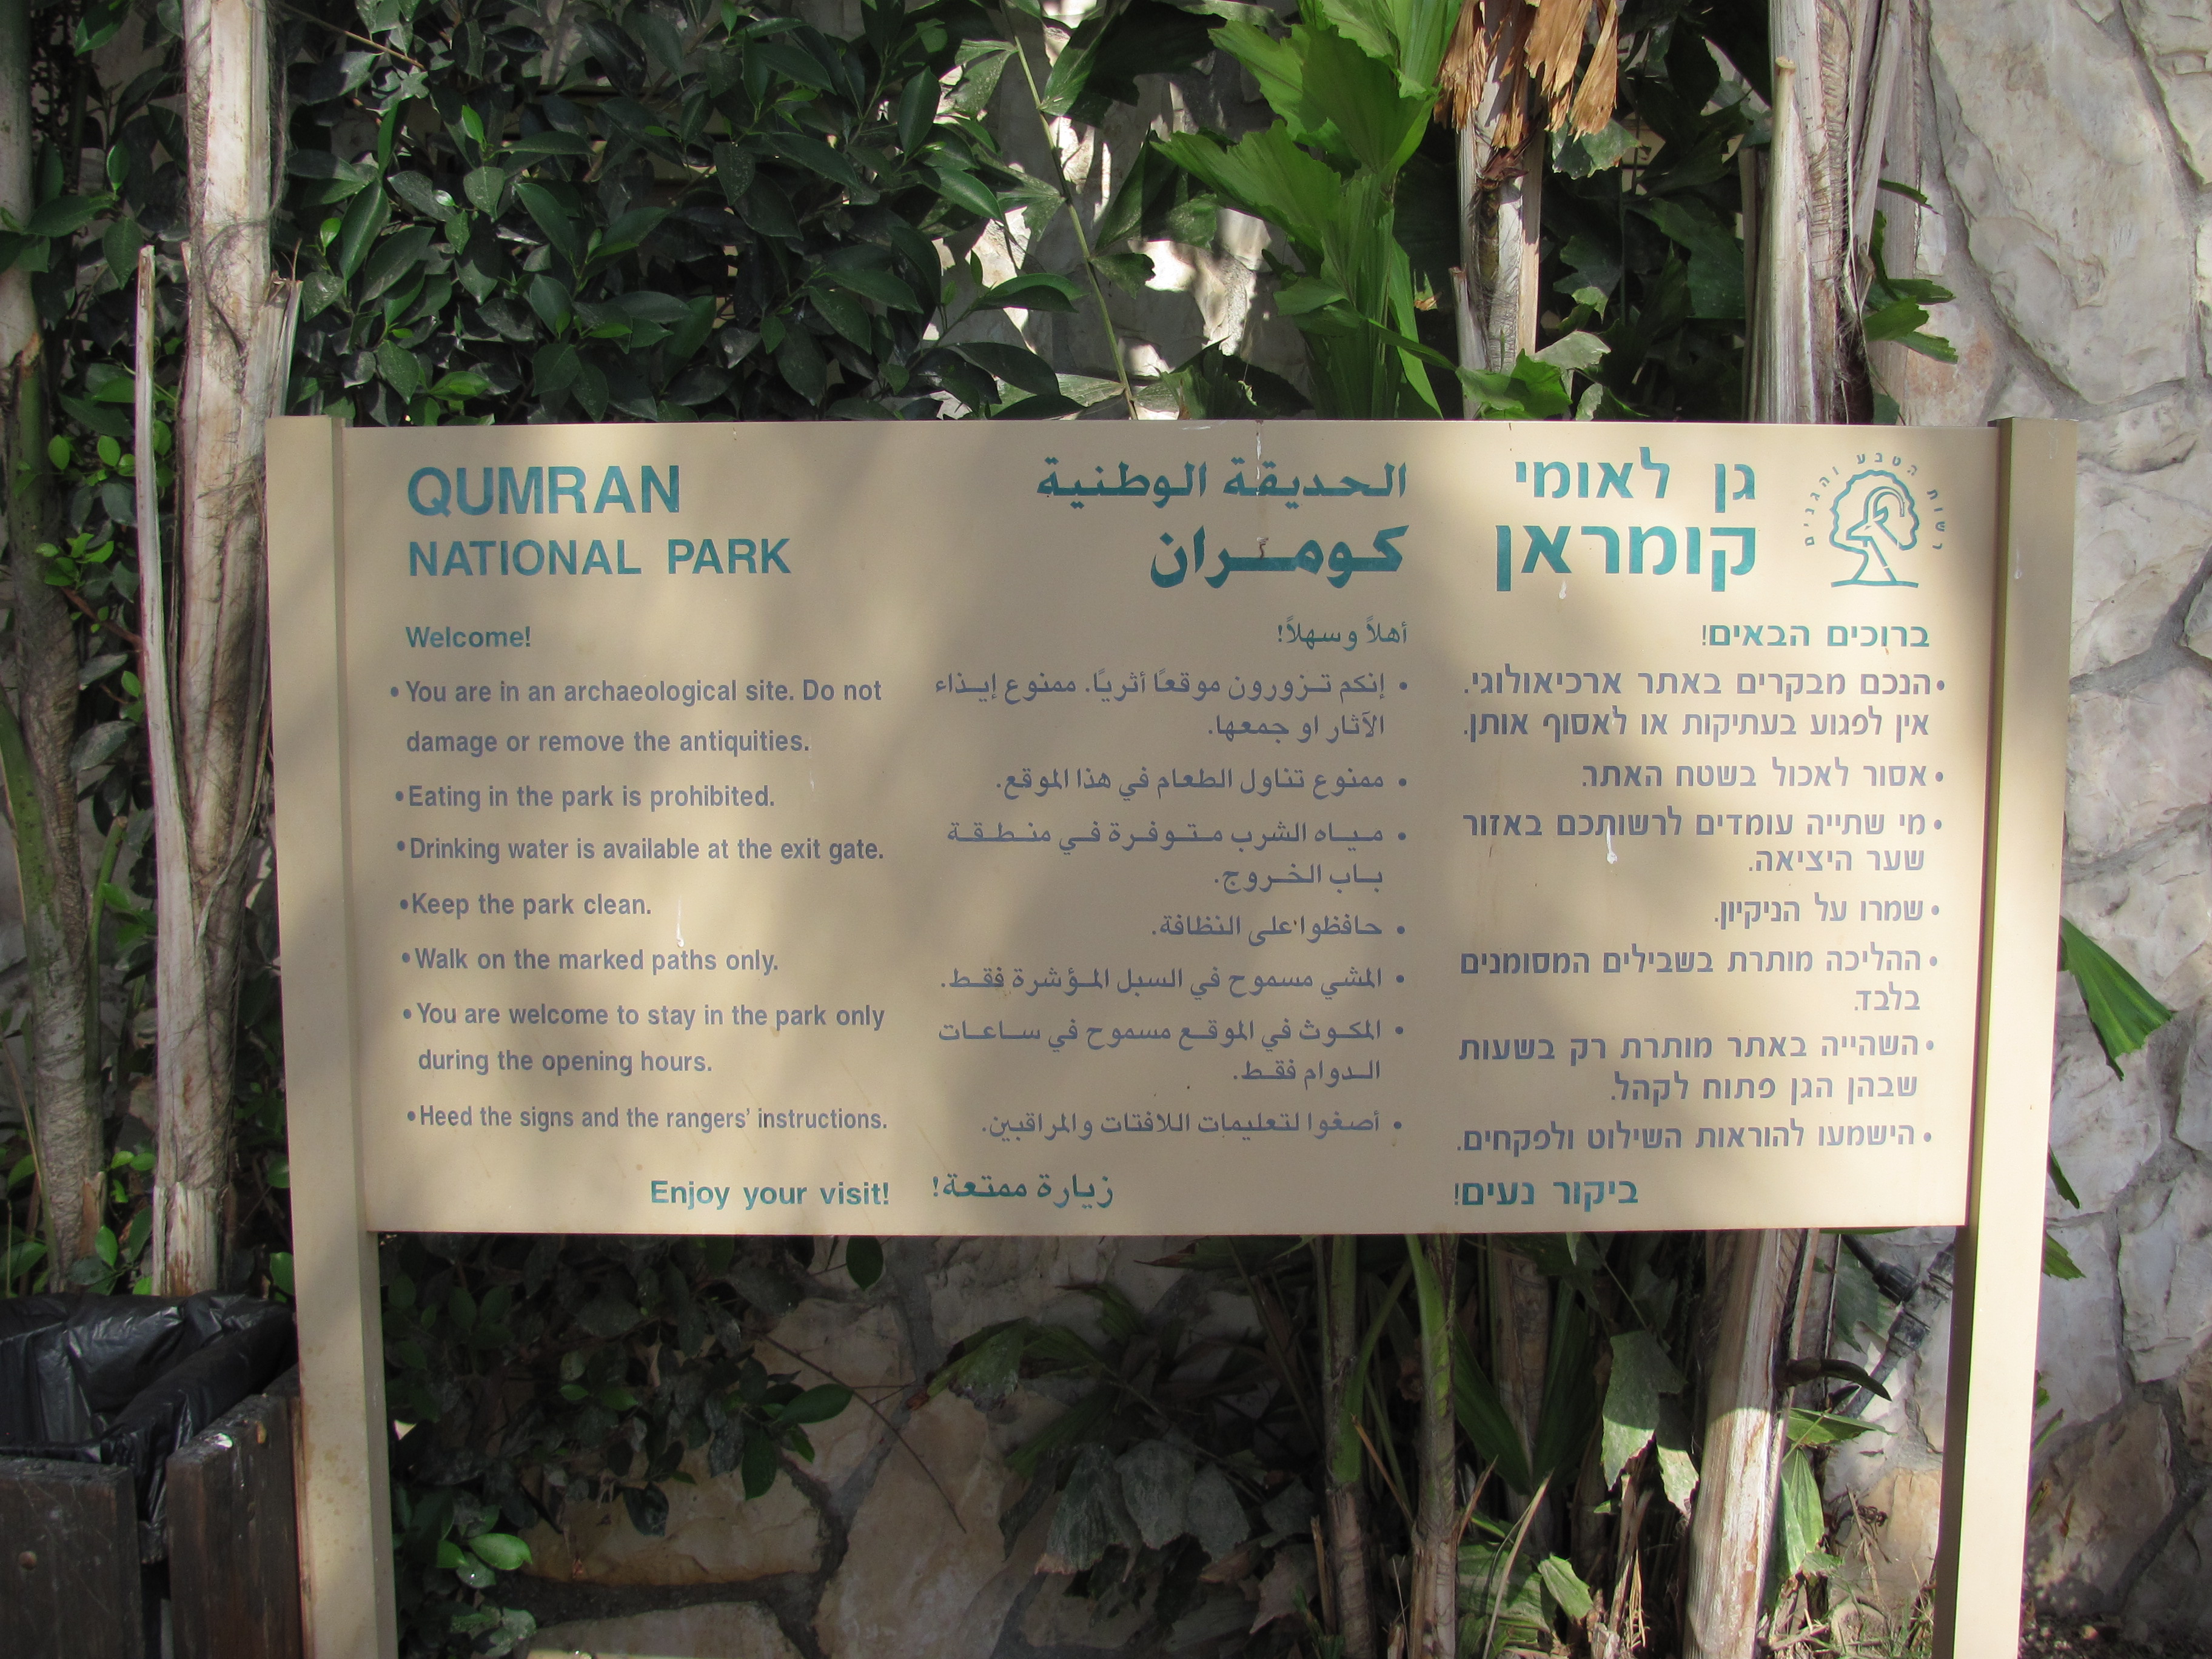 QUMRAN
NATIONAL PARK
Welcome!
• You are in an archaeological site. Do not
damage or remove the antiquities.
• Eating in the park is prohibited.
• Drinking water is available at the exit gate.
• Keep the park clean.
• Walk on the marked paths only.
• You are welcome to stay in the park only
during the opening hours.
• Heed the signs and the rangers' instructions.
Enjoy your visit!
الحديقة الوطنية
كومران
أهلاً وسهلاً!
• إنكم تزورون موقعًا أثريًا. ممنوع إيذاء
الآثار او جمعها.
• ممنوع تناول الطعام في هذا الموقع.
• مياه الشرب متوفرة في منطقة
باب الخروج.
• حافظوا على النظافة.
• المشي مسموح في السبل المؤشرة فقط.
• المكوث في الموقع مسموح في ساعات
الدوام فقط.
• أصغوا لتعليمات اللافتات والمراقبين.
زيارة ممتعة!
גן לאומי
קומראן
רשות הטבע והגנים
ברוכים הבאים!
• הנכם מבקרים באתר ארכיאולוגי.
אין לפגוע בעתיקות או לאסוף אותן.
• אסור לאכול בשטח האתר.
• מי שתייה עומדים לרשותכם באזור
שער היציאה.
• שמרו על הניקיון.
• ההליכה מותרת בשבילים המסומנים
בלבד.
• השהייה באתר מותרת רק בשעות
שבהן הגן פתוח לקהל.
• הישמעו להוראות השילוט ולפקחים.
ביקור נעים!